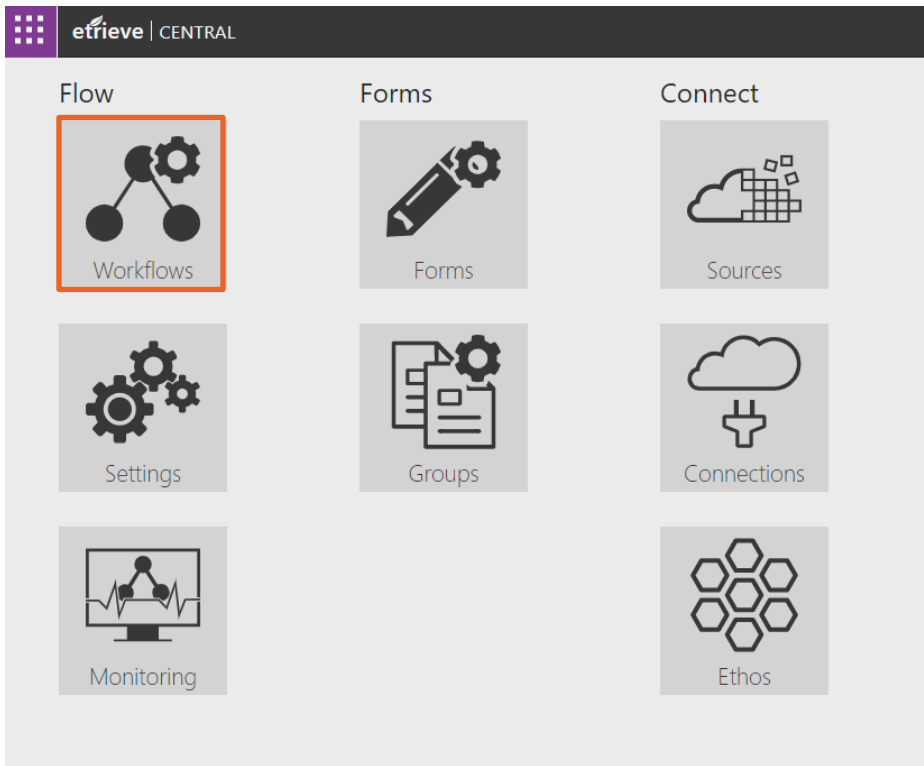 etrieve | CENTRAL
Flow Forms Connect
Workflows Forms Sources
Settings Groups Connections
Monitoring Ethos